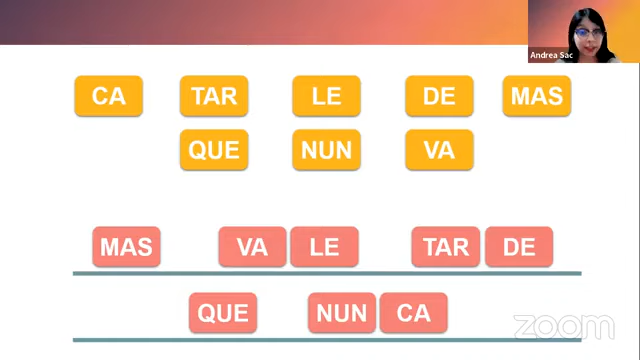 Andrea Sac
CA TAR LE DE MAS
QUE NUN VA
MAS VA LE TAR DE
QUE NUN CA
zoom